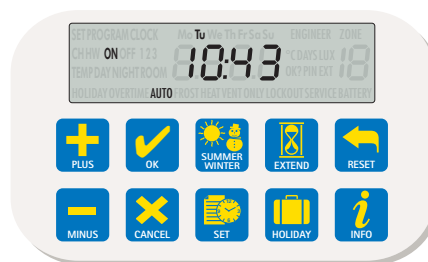 SET PROGRAM CLOCK Mo Tu We Th Fr Sa Su ENGINEER ZONE
CH HW ON OFF 1 2 3 10:43 °C DAYS LUX 18
TEMP DAY NIGHT ROOM OK? PIN EXT
HOLIDAY OVERTIME AUTO FROST HEAT VENT ONLY LOCKOUT SERVICE BATTERY
PLUS OK SUMMER WINTER EXTEND RESET
MINUS CANCEL SET HOLIDAY INFO